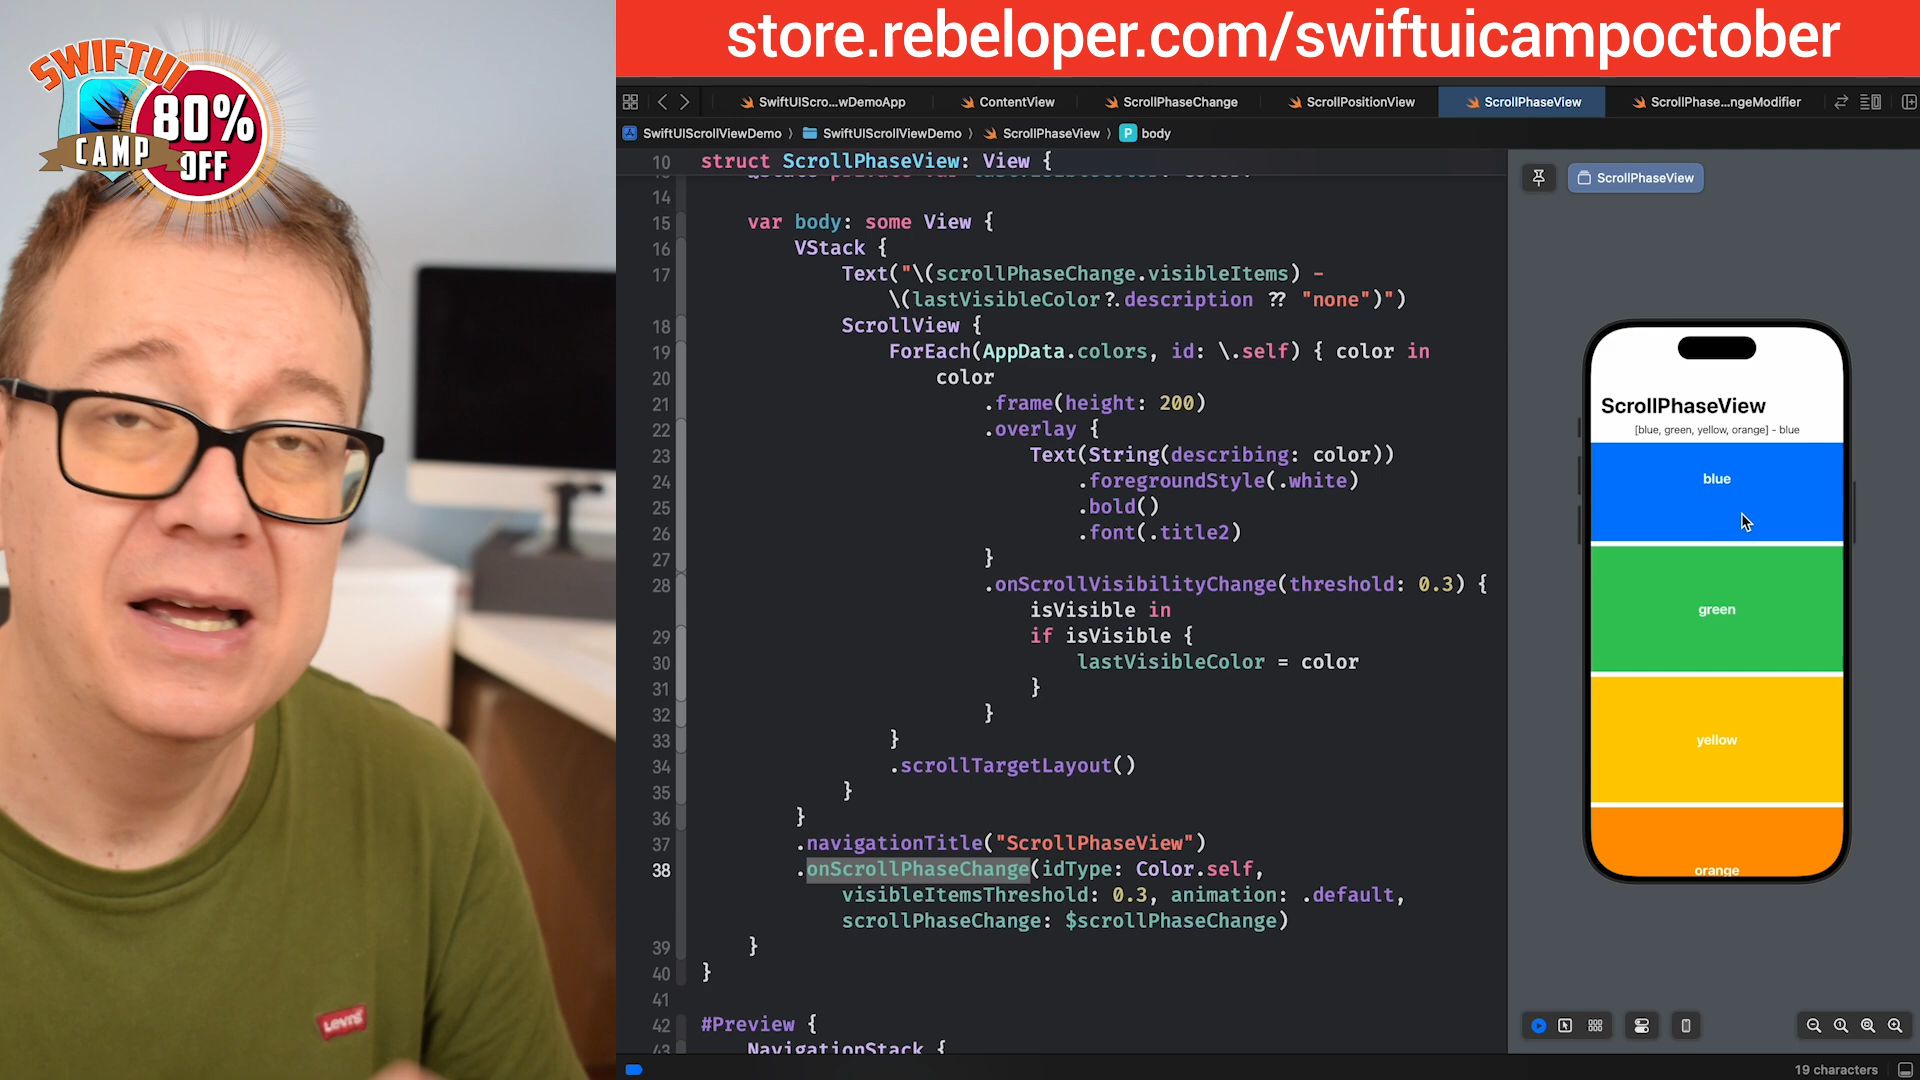 store.rebeloper.com/swiftuicampoctober
SWIFTUI
CAMP
80%
OFF
SwiftUIScro...wDemoApp
ContentView
ScrollPhaseChange
ScrollPositionView
ScrollPhaseView
ScrollPhase...ngeModifier
SwiftUIScrollViewDemo
SwiftUIScrollViewDemo
ScrollPhaseView
P body
10 struct ScrollPhaseView: View {
14
15 var body: some View {
16 VStack {
17 Text("\(scrollPhaseChange.visibleItems) -
\(lastVisibleColor?.description ?? "none")")
18 ScrollView {
19 ForEach(AppData.colors, id: \.self) { color in
20 color
21 .frame(height: 200)
22 .overlay {
23 Text(String(describing: color))
24 .foregroundStyle(.white)
25 .bold()
26 .font(.title2)
27 }
28 .onScrollVisibilityChange(threshold: 0.3) {
isVisible in
29 if isVisible {
30 lastVisibleColor = color
31 }
32 }
33 }
34 .scrollTargetLayout()
35 }
36 }
37 .navigationTitle("ScrollPhaseView")
38 .onScrollPhaseChange(idType: Color.self,
visibleItemsThreshold: 0.3, animation: .default,
scrollPhaseChange: $scrollPhaseChange)
39 }
40 }
41
42 #Preview {
43 NavigationStack {
ScrollPhaseView
ScrollPhaseView
[blue, green, yellow, orange] - blue
blue
green
yellow
orange
LEVI'S
19 characters